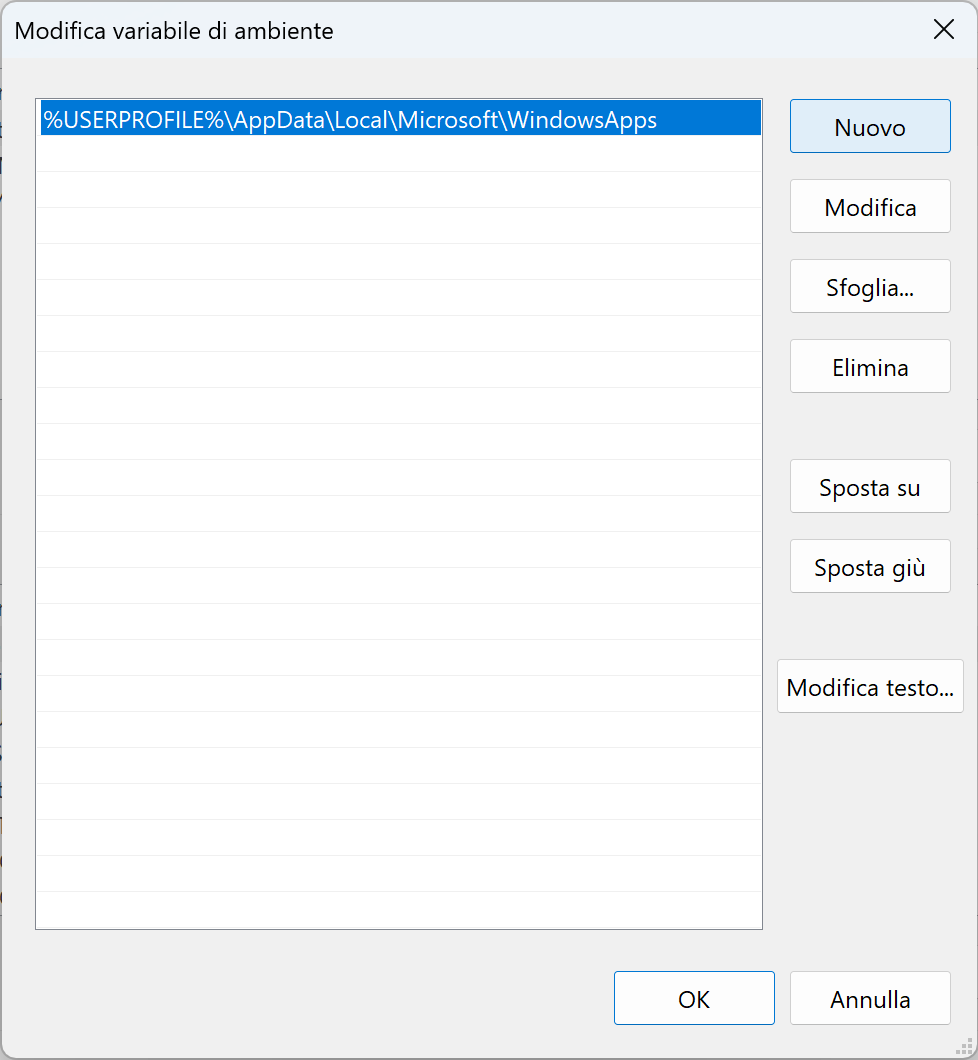 Modifica variabile di ambiente
%USERPROFILE%\AppData\Local\Microsoft\WindowsApps
Nuovo
Modifica
Sfoglia...
Elimina
Sposta su
Sposta giù
Modifica testo...
OK
Annulla